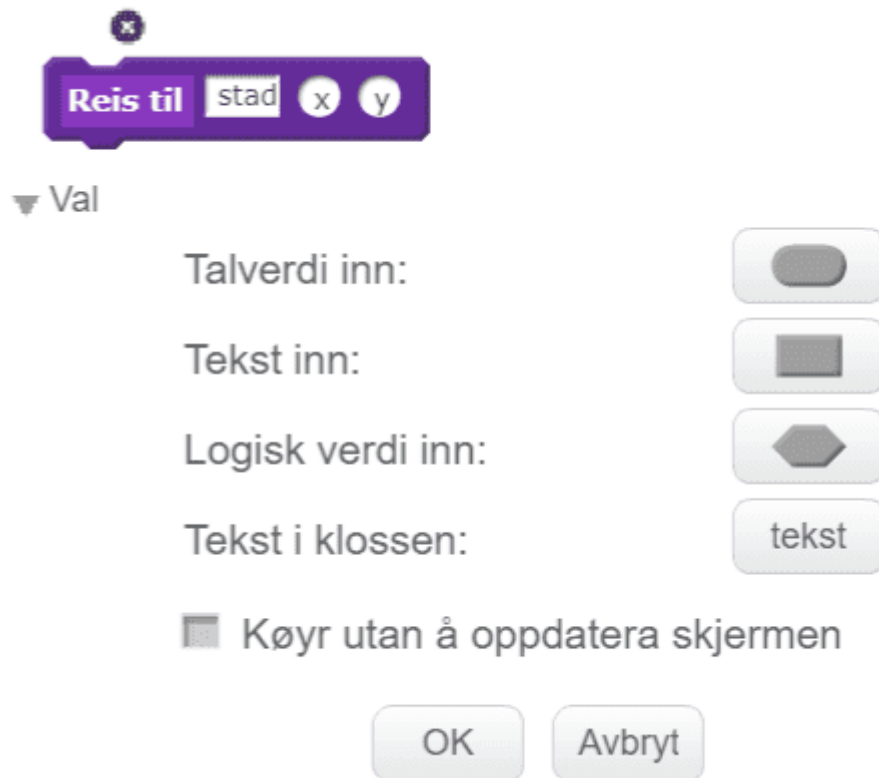 Reis til stad x y
Val
Talverdi inn:
Tekst inn:
Logisk verdi inn:
Tekst i klossen: tekst
Køyr utan å oppdatera skjermen
OK Avbryt